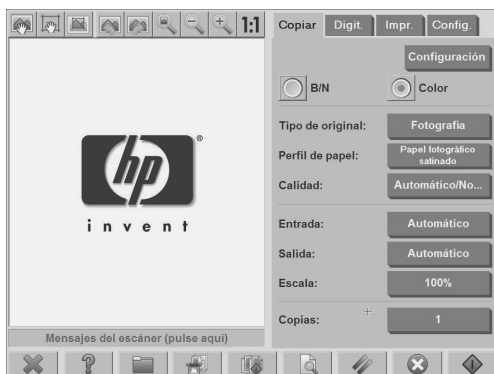 1:1
Copiar Digit. Impr. Config.
Configuración
B/N Color
Tipo de original: Fotografía
Perfil de papel: Papel fotográfico satinado
Calidad: Automático/No...
Entrada: Automático
Salida: Automático
Escala: 100%
Copias: 1
hp®
invent
Mensajes del escáner (pulse aquí)